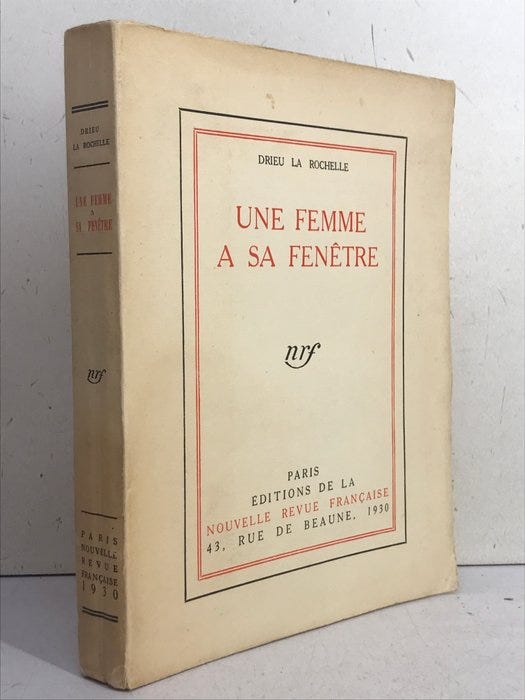 DRIEU
LA ROCHELLE
UNE FEMME
A
SA FENÊTRE
nrf
PARIS
NOUVELLE
REVUE
FRANÇAISE
1930
DRIEU LA ROCHELLE
UNE FEMME
A SA FENÊTRE
nrf
PARIS
EDITIONS DE LA
NOUVELLE REVUE FRANÇAISE
43, RUE DE BEAUNE. 1930